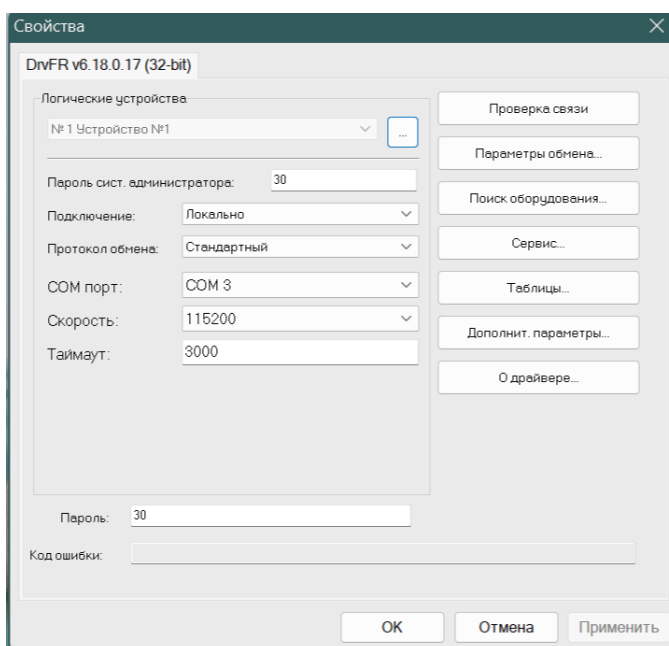 Свойства
DrvFR v6.18.0.17 (32-bit)
Логические устройства
№ 1 Устройство №1
...
Пароль сист. администратора: 30
Подключение: Локально
Протокол обмена: Стандартный
COM порт: COM 3
Скорость: 115200
Таймаут: 3000
Проверка связи
Параметры обмена...
Поиск оборудования...
Сервис...
Таблицы...
Дополнит. параметры...
О драйвере...
Пароль: 30
Код ошибки:
OK Отмена Применить